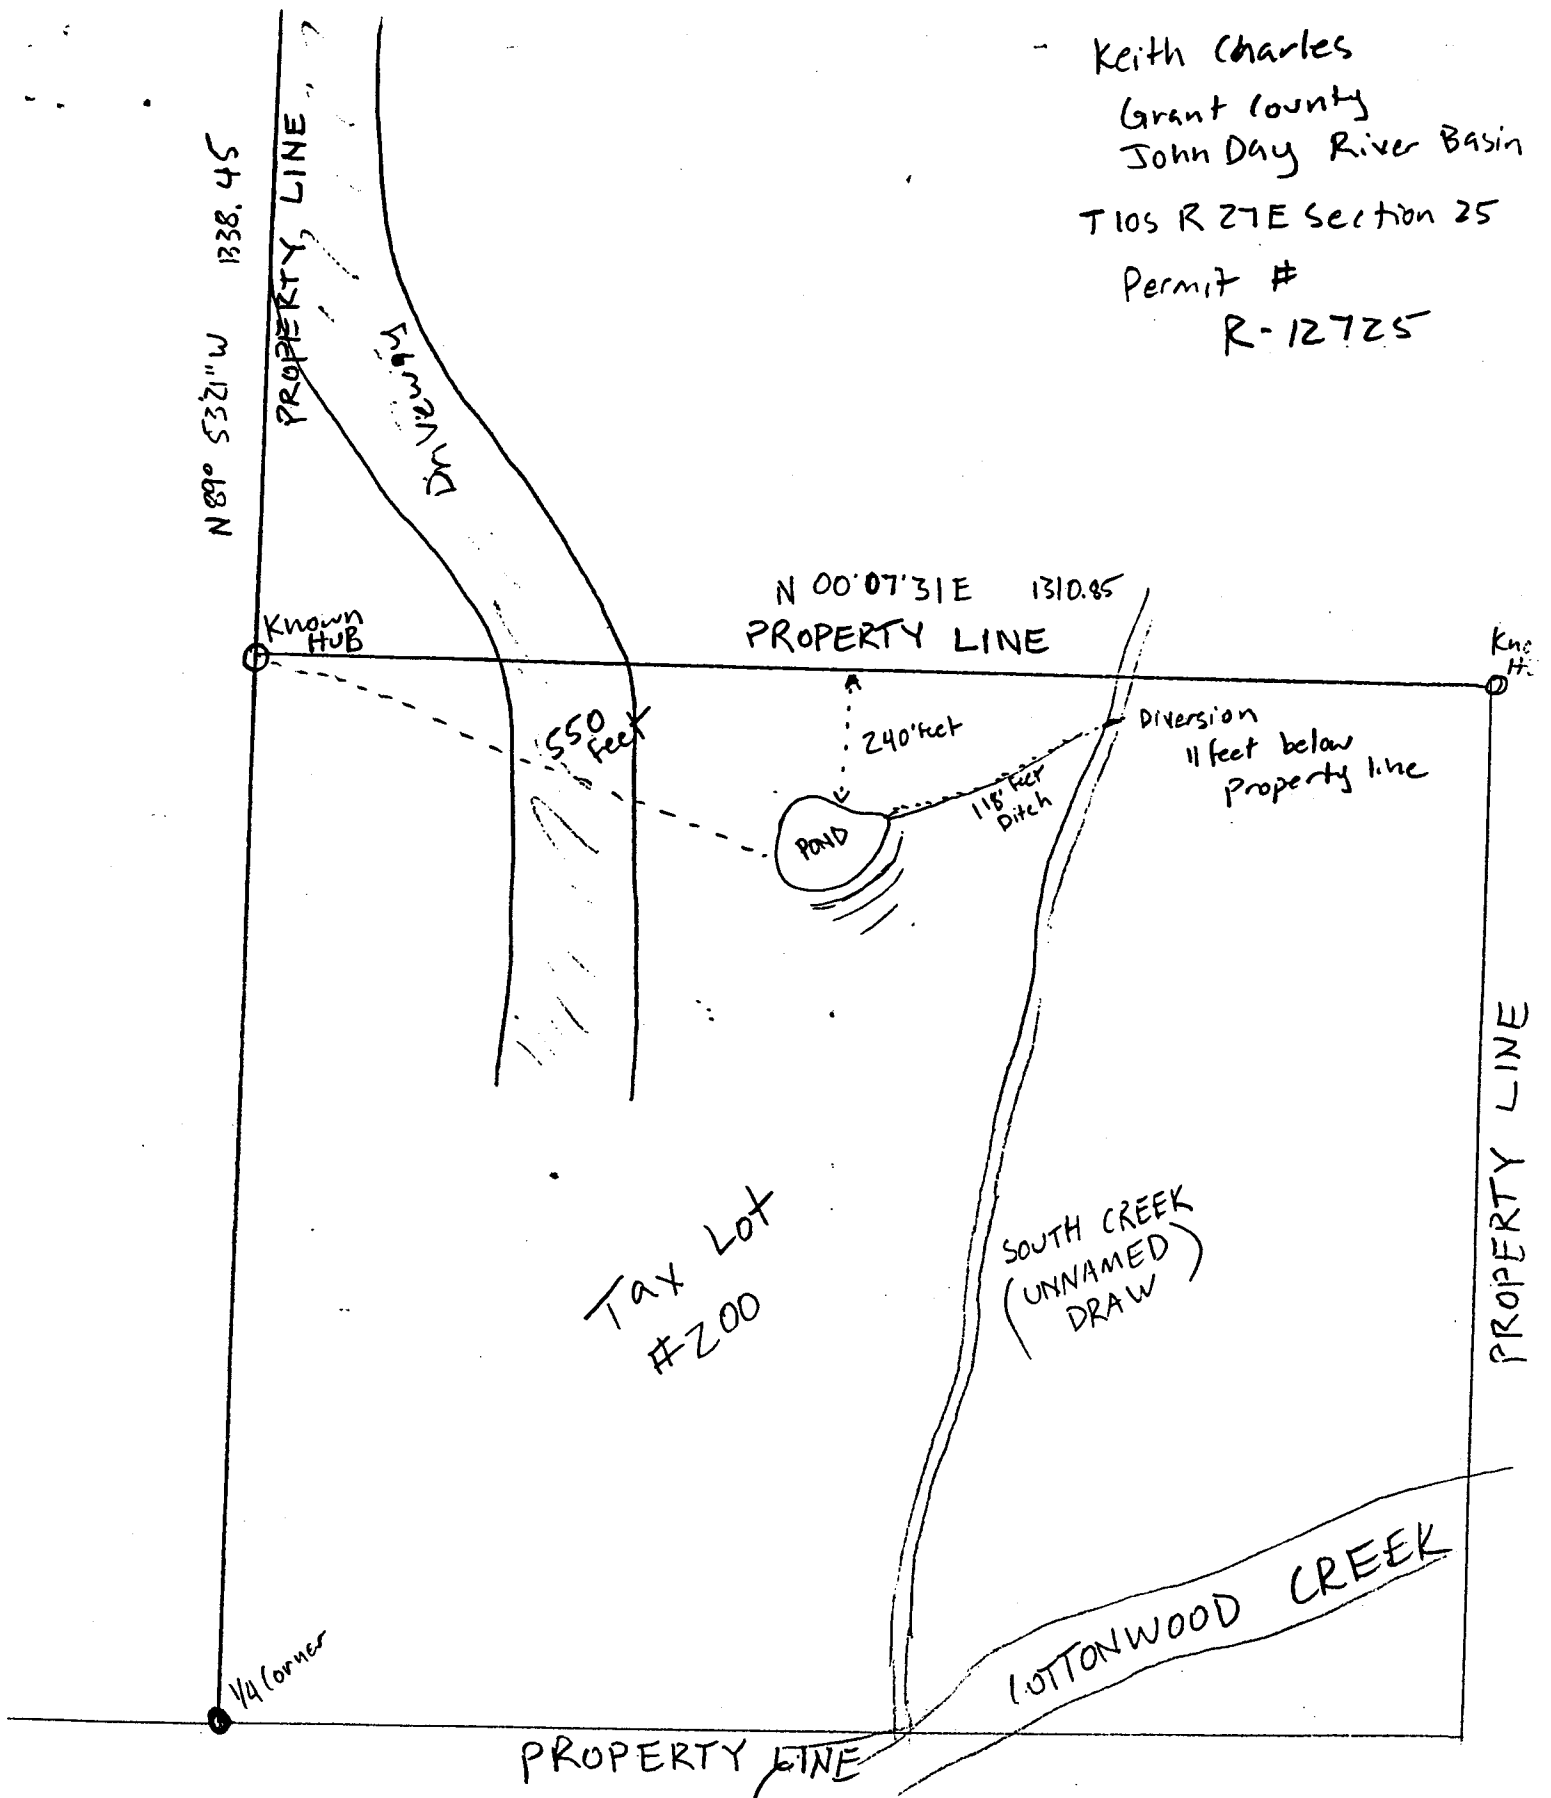 Keith Charles
Grant County
John Day River Basin
T10S R 27E Section 25
Permit #
R-12725
N 89° 53'21" W 1338.45
PROPERTY LINE
Driveway
N 00°07'31E 1310.85
PROPERTY LINE
Known
HUB
Kno
H.
550
Feet
240' feet
Diversion
11 feet below
Property line
118' feet
Ditch
POND
PROPERTY LINE
Tax Lot
#200
SOUTH CREEK
(UNNAMED
DRAW)
COTTONWOOD CREEK
1/4 Corner
PROPERTY LINE